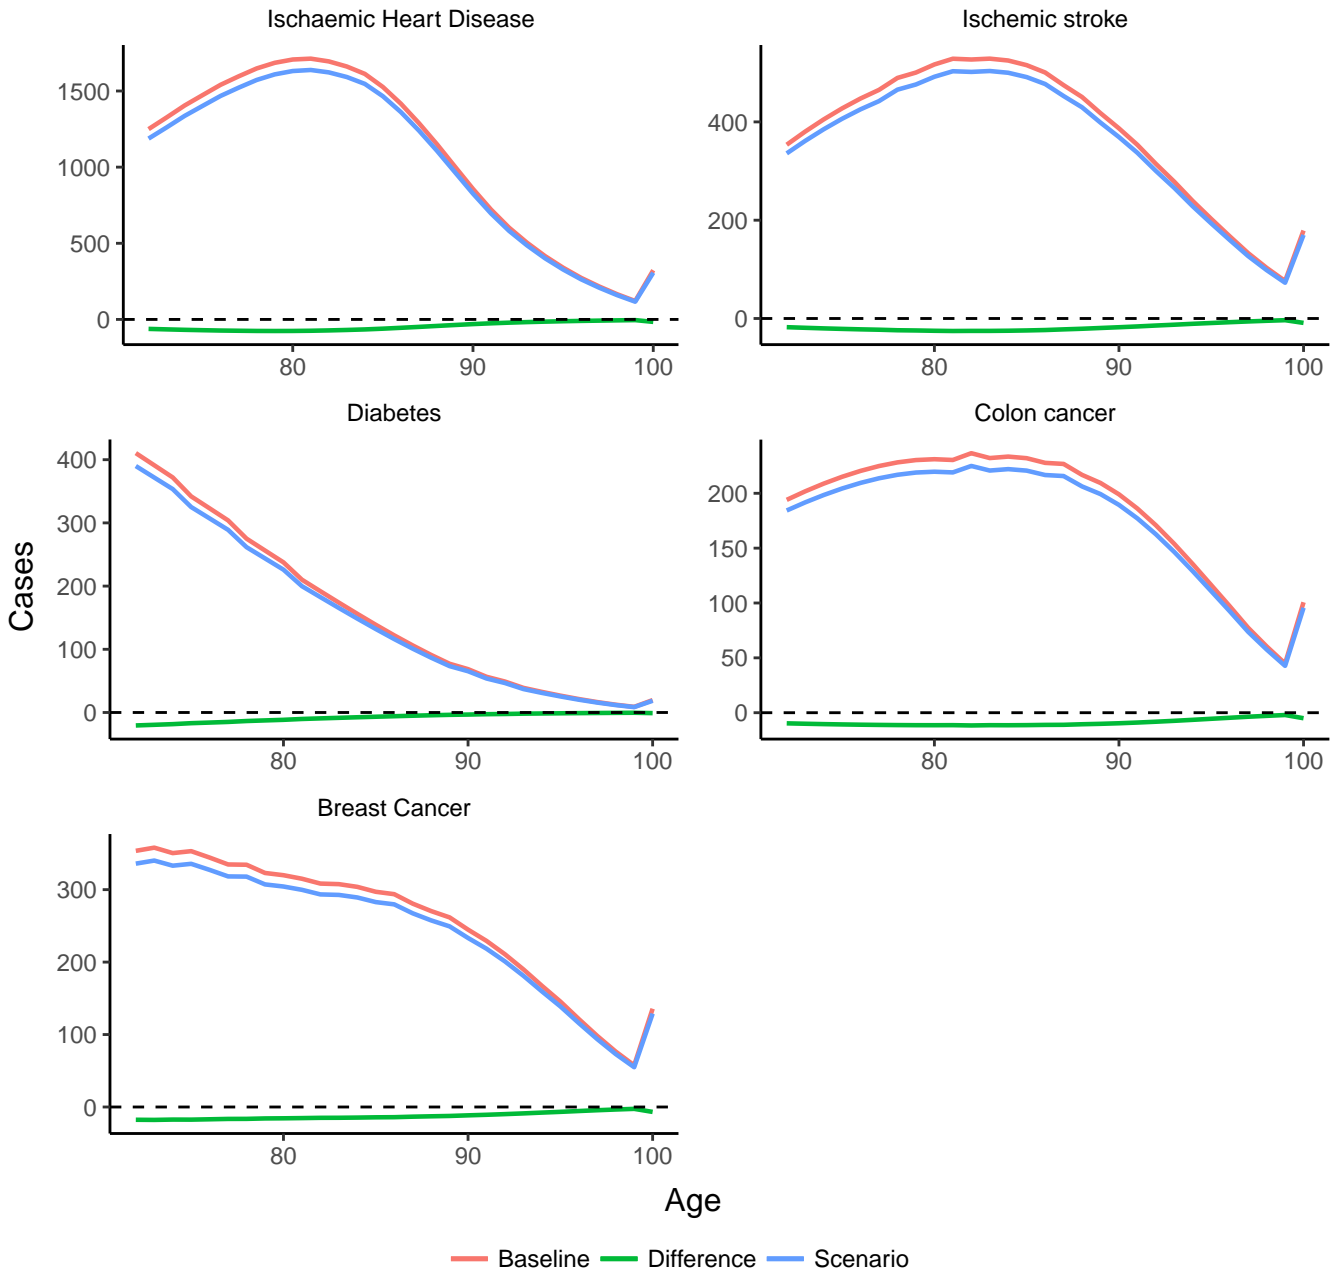 Ischaemic Heart Disease
1500
1000
500
0
80 90 100
Ischemic stroke
400
200
0
80 90 100
Diabetes
400
300
200
100
0
80 90 100
Colon cancer
200
150
100
50
0
80 90 100
Breast Cancer
300
200
100
0
80 90 100
Cases
Age
Baseline Difference Scenario